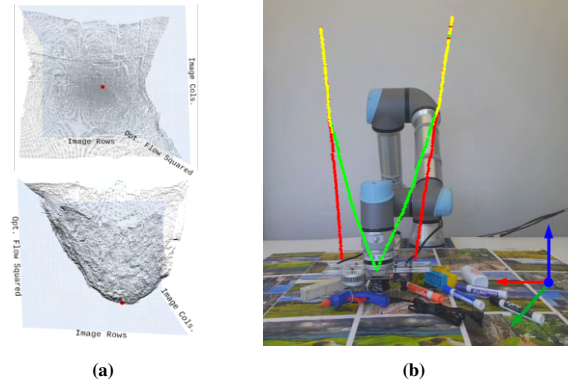 Image Cols.
Image Rows
Opt. Flow Squared
Opt. Flow Squared
Image Cols.
Image Rows
(a)
(b)